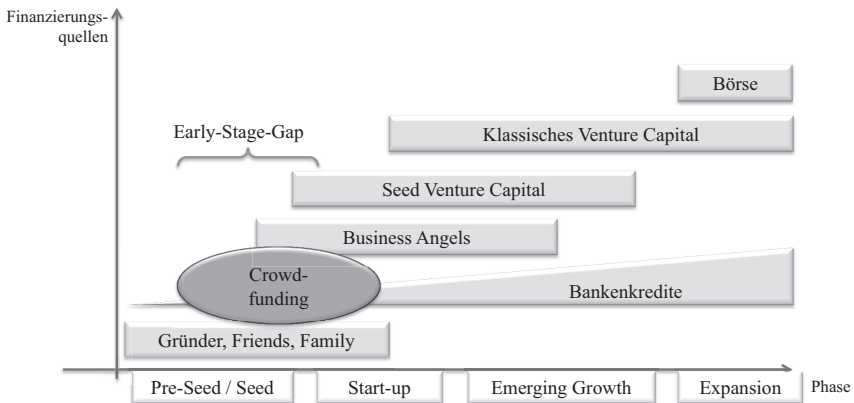 Finanzierungs-
quellen
Börse
Klassisches Venture Capital
Early-Stage-Gap
Seed Venture Capital
Business Angels
Crowd-
funding
Bankenkredite
Gründer, Friends, Family
Pre-Seed / Seed
Start-up
Emerging Growth
Expansion
Phase